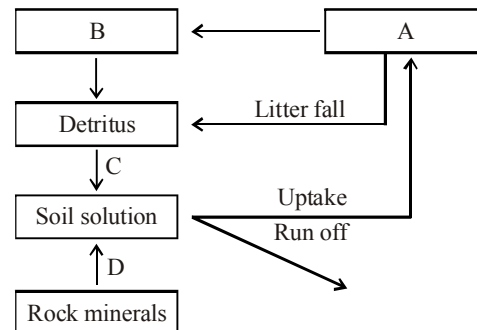 B
A
Litter fall
Detritus
C
Soil solution
Uptake
Run off
D
Rock minerals